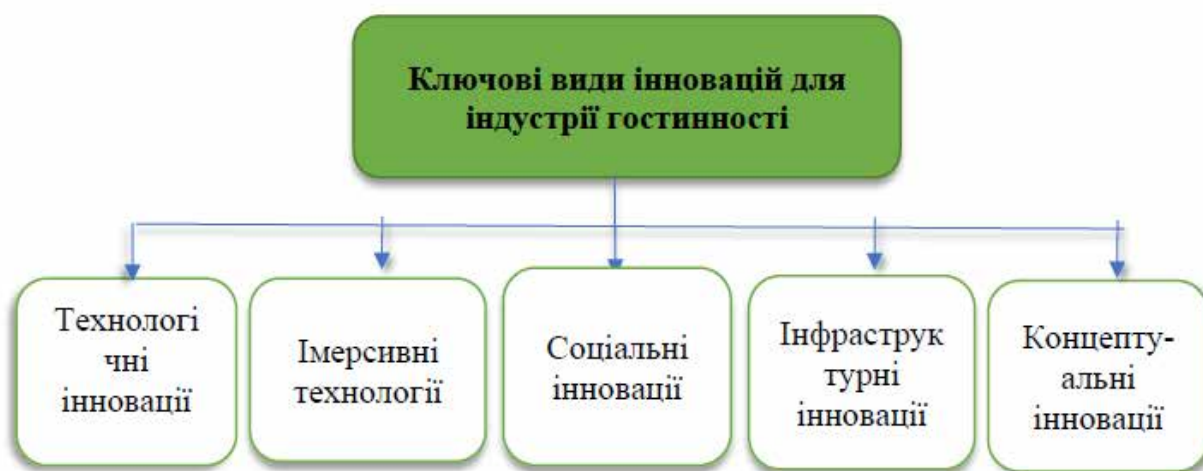 Ключові види інновацій для
індустрії гостинності
Технологі
чні
інновації
Імерсивні
технології
Соціальні
інновації
Інфраструк
турні
інновації
Концепту-
альні
інновації